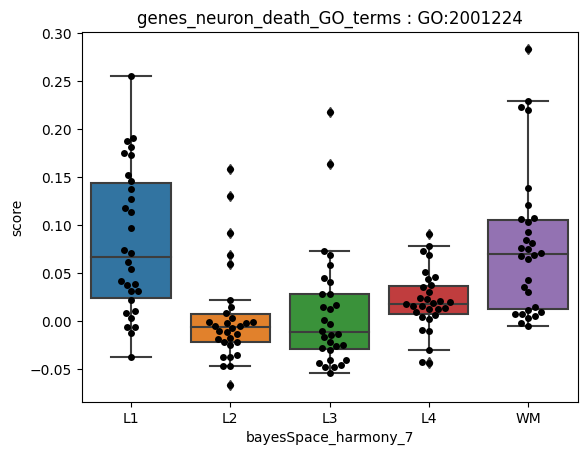 genes_neuron_death_GO_terms : GO:2001224
0.30
0.25
0.20
0.15
0.10
0.05
0.00
−0.05
score
L1 L2 L3 L4 WM
bayesSpace_harmony_7